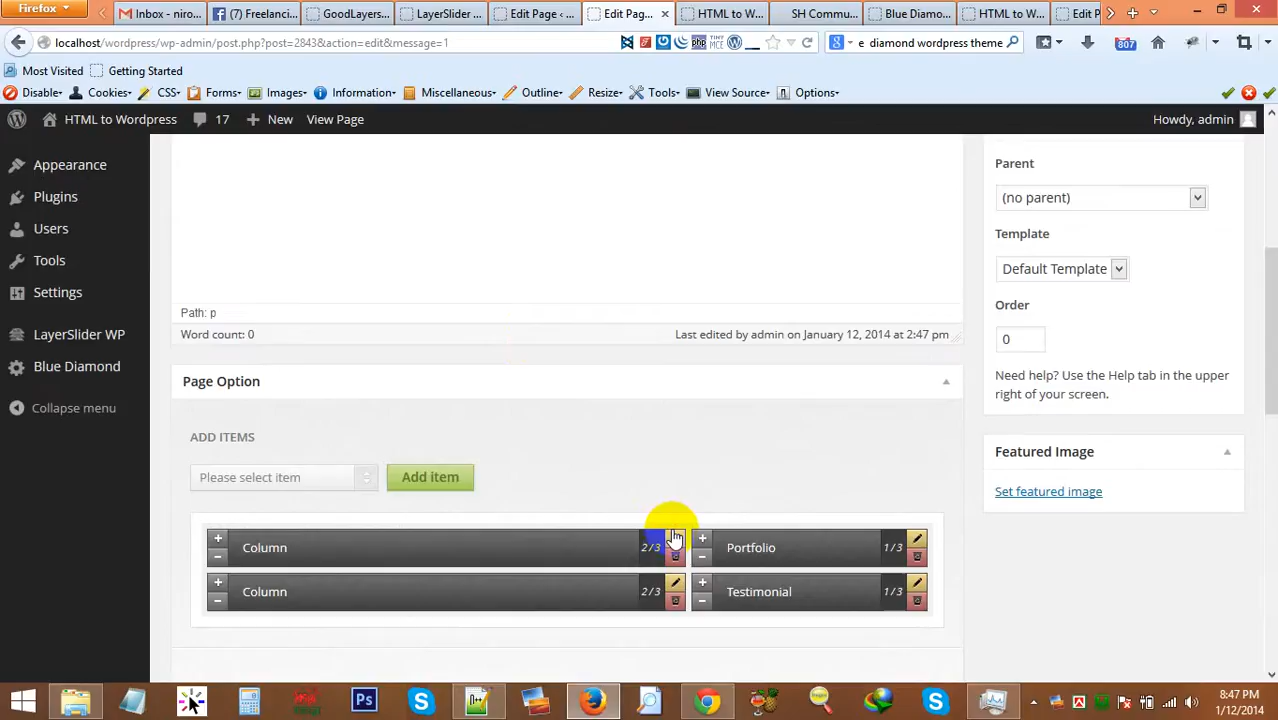 Firefox
Inbox - niro... (7) Freelanci... GoodLayers... LayerSlider ... Edit Page ‹ ... Edit Pag... HTML to W... SH Commu... Blue Diamo... HTML to W... Edit P
localhost/wordpress/wp-admin/post.php?post=2843&action=edit&message=1
e diamond wordpress theme
807
Most Visited Getting Started
Disable Cookies CSS Forms Images Information Miscellaneous Outline Resize Tools View Source Options
HTML to Wordpress 17 New View Page Howdy, admin
Appearance
Plugins
Users
Tools
Settings
LayerSlider WP
Blue Diamond
Collapse menu
Path: p
Word count: 0 Last edited by admin on January 12, 2014 at 2:47 pm
Page Option
ADD ITEMS
Please select item Add item
Column 2/3 Portfolio 1/3
Column 2/3 Testimonial 1/3
Parent
(no parent)
Template
Default Template
Order
0
Need help? Use the Help tab in the upper
right of your screen.
Featured Image
Set featured image
Ps
8:47 PM
1/12/2014